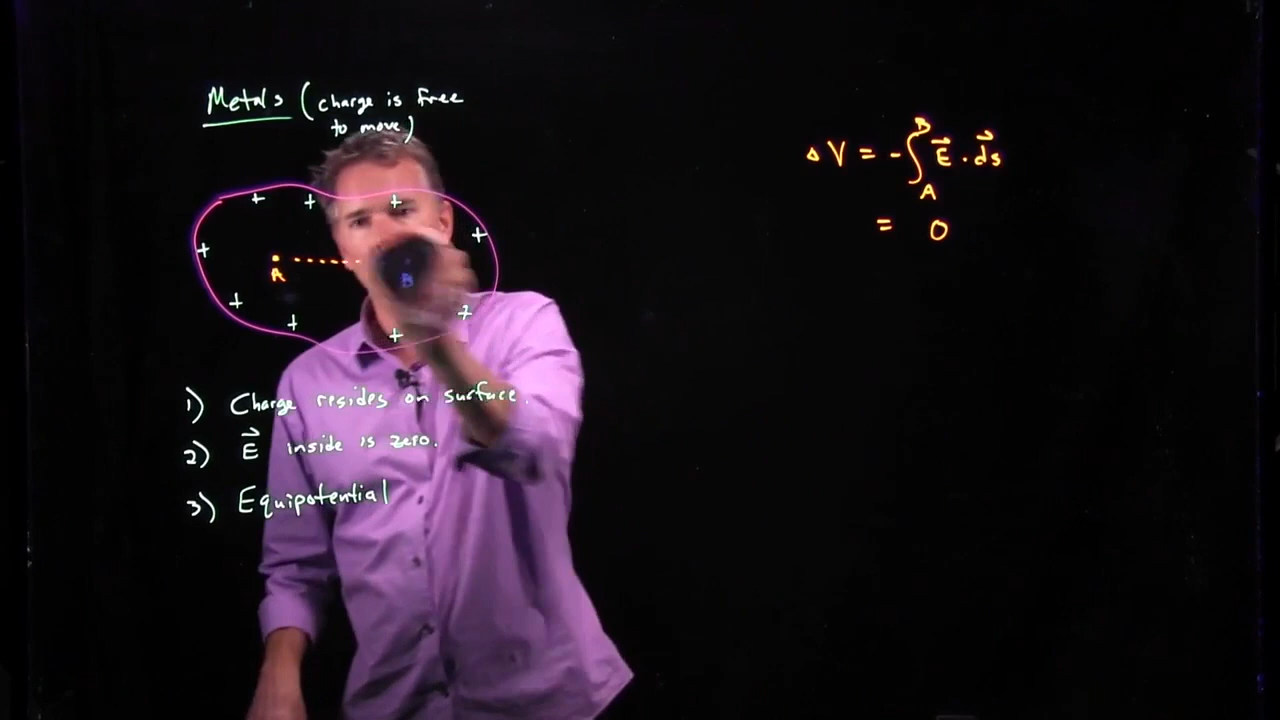 Metals (charge is free
to move)
+ + + +
+
A
B
+ + + + +
1) Charge resides on surface.
2) E⃗ inside is zero.
3) Equipotential
ΔV = -∫_A^B E⃗ · ds⃗
= 0